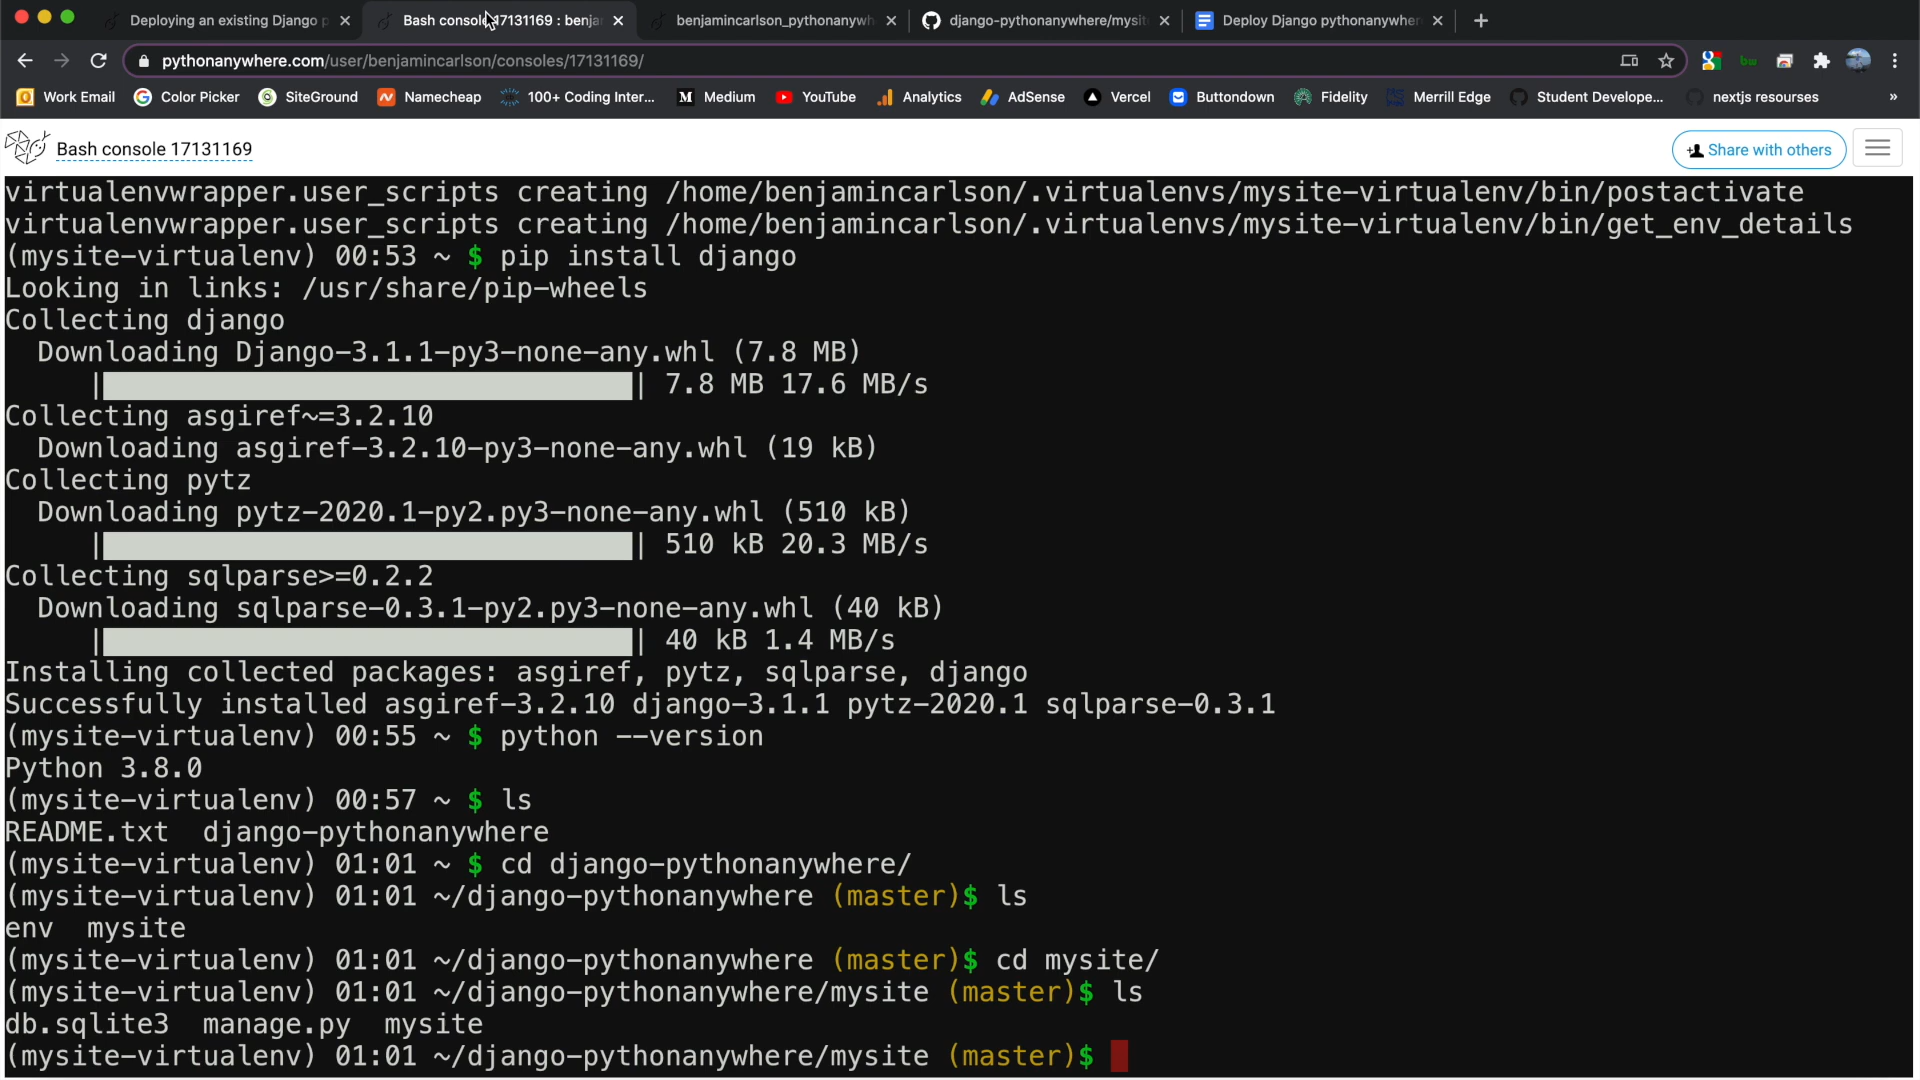 Deploying an existing Django p
Bash console 17131169 : benja
benjamincarlson_pythonanywh
django-pythonanywhere/mysit
Deploy Django pythonanywher
pythonanywhere.com/user/benjamincarlson/consoles/17131169/
Work Email Color Picker SiteGround Namecheap 100+ Coding Inter... Medium YouTube Analytics AdSense Vercel Buttondown Fidelity Merrill Edge Student Develope... nextjs resourses »
Bash console 17131169
Share with others
virtualenvwrapper.user_scripts creating /home/benjamincarlson/.virtualenvs/mysite-virtualenv/bin/postactivate
virtualenvwrapper.user_scripts creating /home/benjamincarlson/.virtualenvs/mysite-virtualenv/bin/get_env_details
(mysite-virtualenv) 00:53 ~ $ pip install django
Looking in links: /usr/share/pip-wheels
Collecting django
  Downloading Django-3.1.1-py3-none-any.whl (7.8 MB)
     |████████████████████████████████| 7.8 MB 17.6 MB/s
Collecting asgiref~=3.2.10
  Downloading asgiref-3.2.10-py3-none-any.whl (19 kB)
Collecting pytz
  Downloading pytz-2020.1-py2.py3-none-any.whl (510 kB)
     |████████████████████████████████| 510 kB 20.3 MB/s
Collecting sqlparse>=0.2.2
  Downloading sqlparse-0.3.1-py2.py3-none-any.whl (40 kB)
     |████████████████████████████████| 40 kB 1.4 MB/s
Installing collected packages: asgiref, pytz, sqlparse, django
Successfully installed asgiref-3.2.10 django-3.1.1 pytz-2020.1 sqlparse-0.3.1
(mysite-virtualenv) 00:55 ~ $ python --version
Python 3.8.0
(mysite-virtualenv) 00:57 ~ $ ls
README.txt  django-pythonanywhere
(mysite-virtualenv) 01:01 ~ $ cd django-pythonanywhere/
(mysite-virtualenv) 01:01 ~/django-pythonanywhere (master)$ ls
env  mysite
(mysite-virtualenv) 01:01 ~/django-pythonanywhere (master)$ cd mysite/
(mysite-virtualenv) 01:01 ~/django-pythonanywhere/mysite (master)$ ls
db.sqlite3  manage.py  mysite
(mysite-virtualenv) 01:01 ~/django-pythonanywhere/mysite (master)$